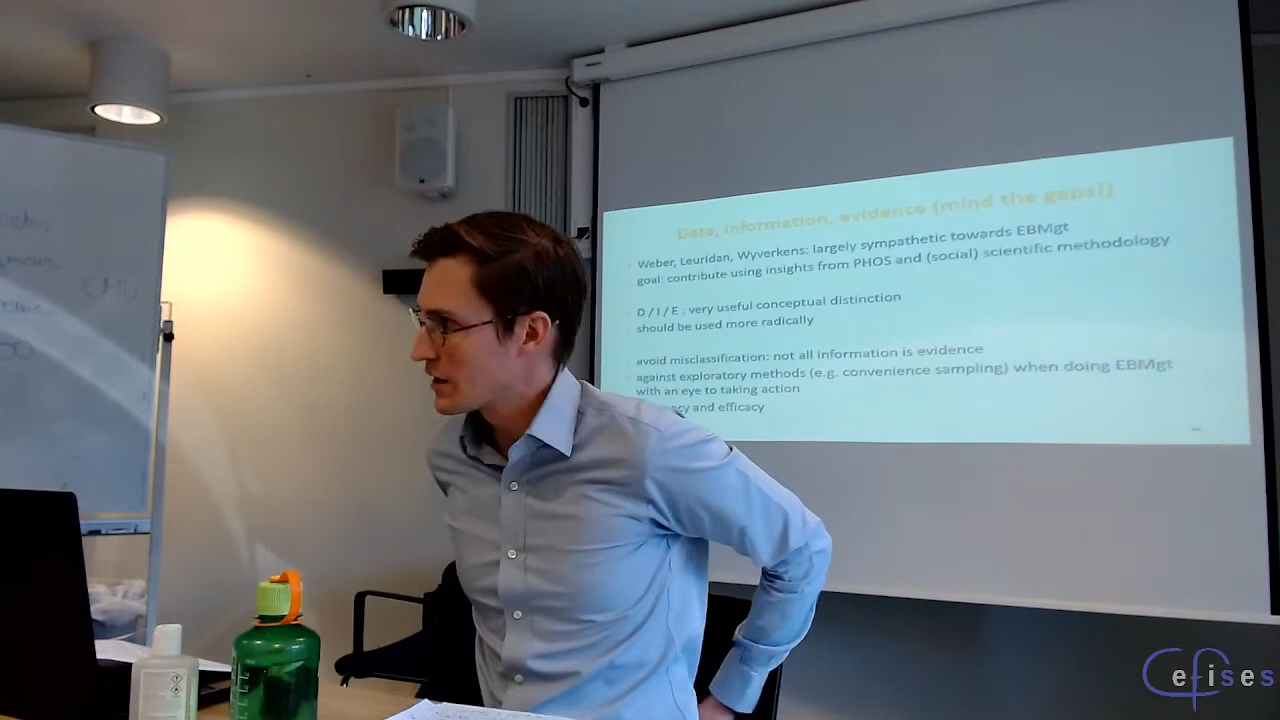 Data, information, evidence (mind the gaps!)
Weber, Leuridan, Wyverkens: largely sympathetic towards EBMgt
goal: contribute using insights from PHOS and (social) scientific methodology
D / I / E : very useful conceptual distinction
should be used more radically
avoid misclassification: not all information is evidence
against exploratory methods (e.g. convenience sampling) when doing EBMgt
with an eye to taking action
and efficacy
CMU
Cefises